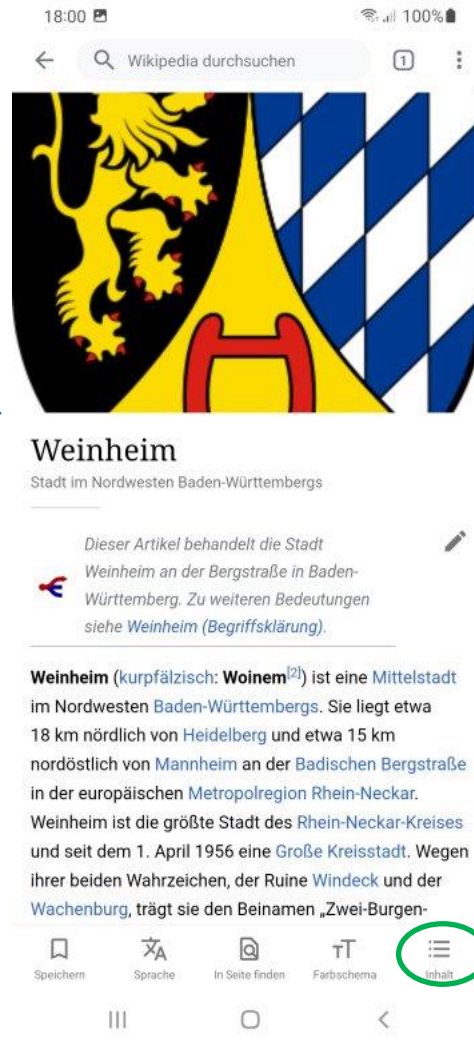 18:00 100%
Wikipedia durchsuchen 1
Weinheim
Stadt im Nordwesten Baden-Württembergs
Dieser Artikel behandelt die Stadt
Weinheim an der Bergstraße in Baden-
Württemberg. Zu weiteren Bedeutungen
siehe Weinheim (Begriffsklärung).
Weinheim (kurpfälzisch: Woinem[2]) ist eine Mittelstadt
im Nordwesten Baden-Württembergs. Sie liegt etwa
18 km nördlich von Heidelberg und etwa 15 km
nordöstlich von Mannheim an der Badischen Bergstraße
in der europäischen Metropolregion Rhein-Neckar.
Weinheim ist die größte Stadt des Rhein-Neckar-Kreises
und seit dem 1. April 1956 eine Große Kreisstadt. Wegen
ihrer beiden Wahrzeichen, der Ruine Windeck und der
Wachenburg, trägt sie den Beinamen „Zwei-Burgen-
Speichern Sprache In Seite finden Farbschema Inhalt